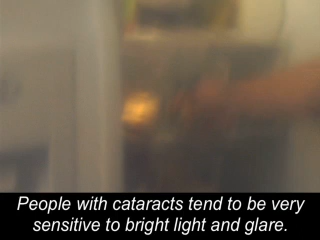 People with cataracts tend to be very
sensitive to bright light and glare.